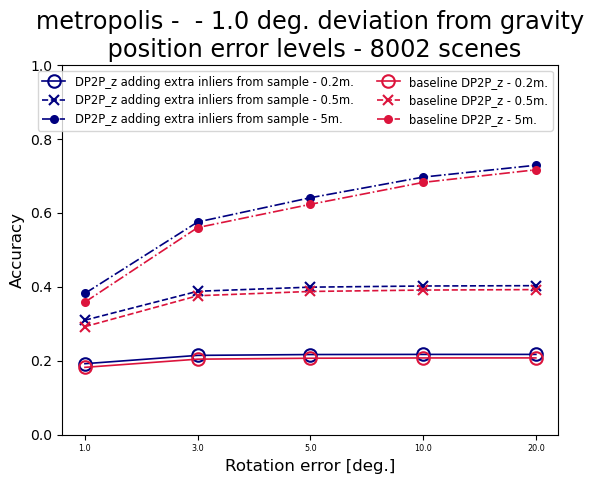 metropolis -  - 1.0 deg. deviation from gravity
position error levels - 8002 scenes
DP2P_z adding extra inliers from sample - 0.2m.
DP2P_z adding extra inliers from sample - 0.5m.
DP2P_z adding extra inliers from sample - 5m.
baseline DP2P_z - 0.2m.
baseline DP2P_z - 0.5m.
baseline DP2P_z - 5m.
Accuracy
1.0
0.8
0.6
0.4
0.2
0.0
1.0 3.0 5.0 10.0 20.0
Rotation error [deg.]